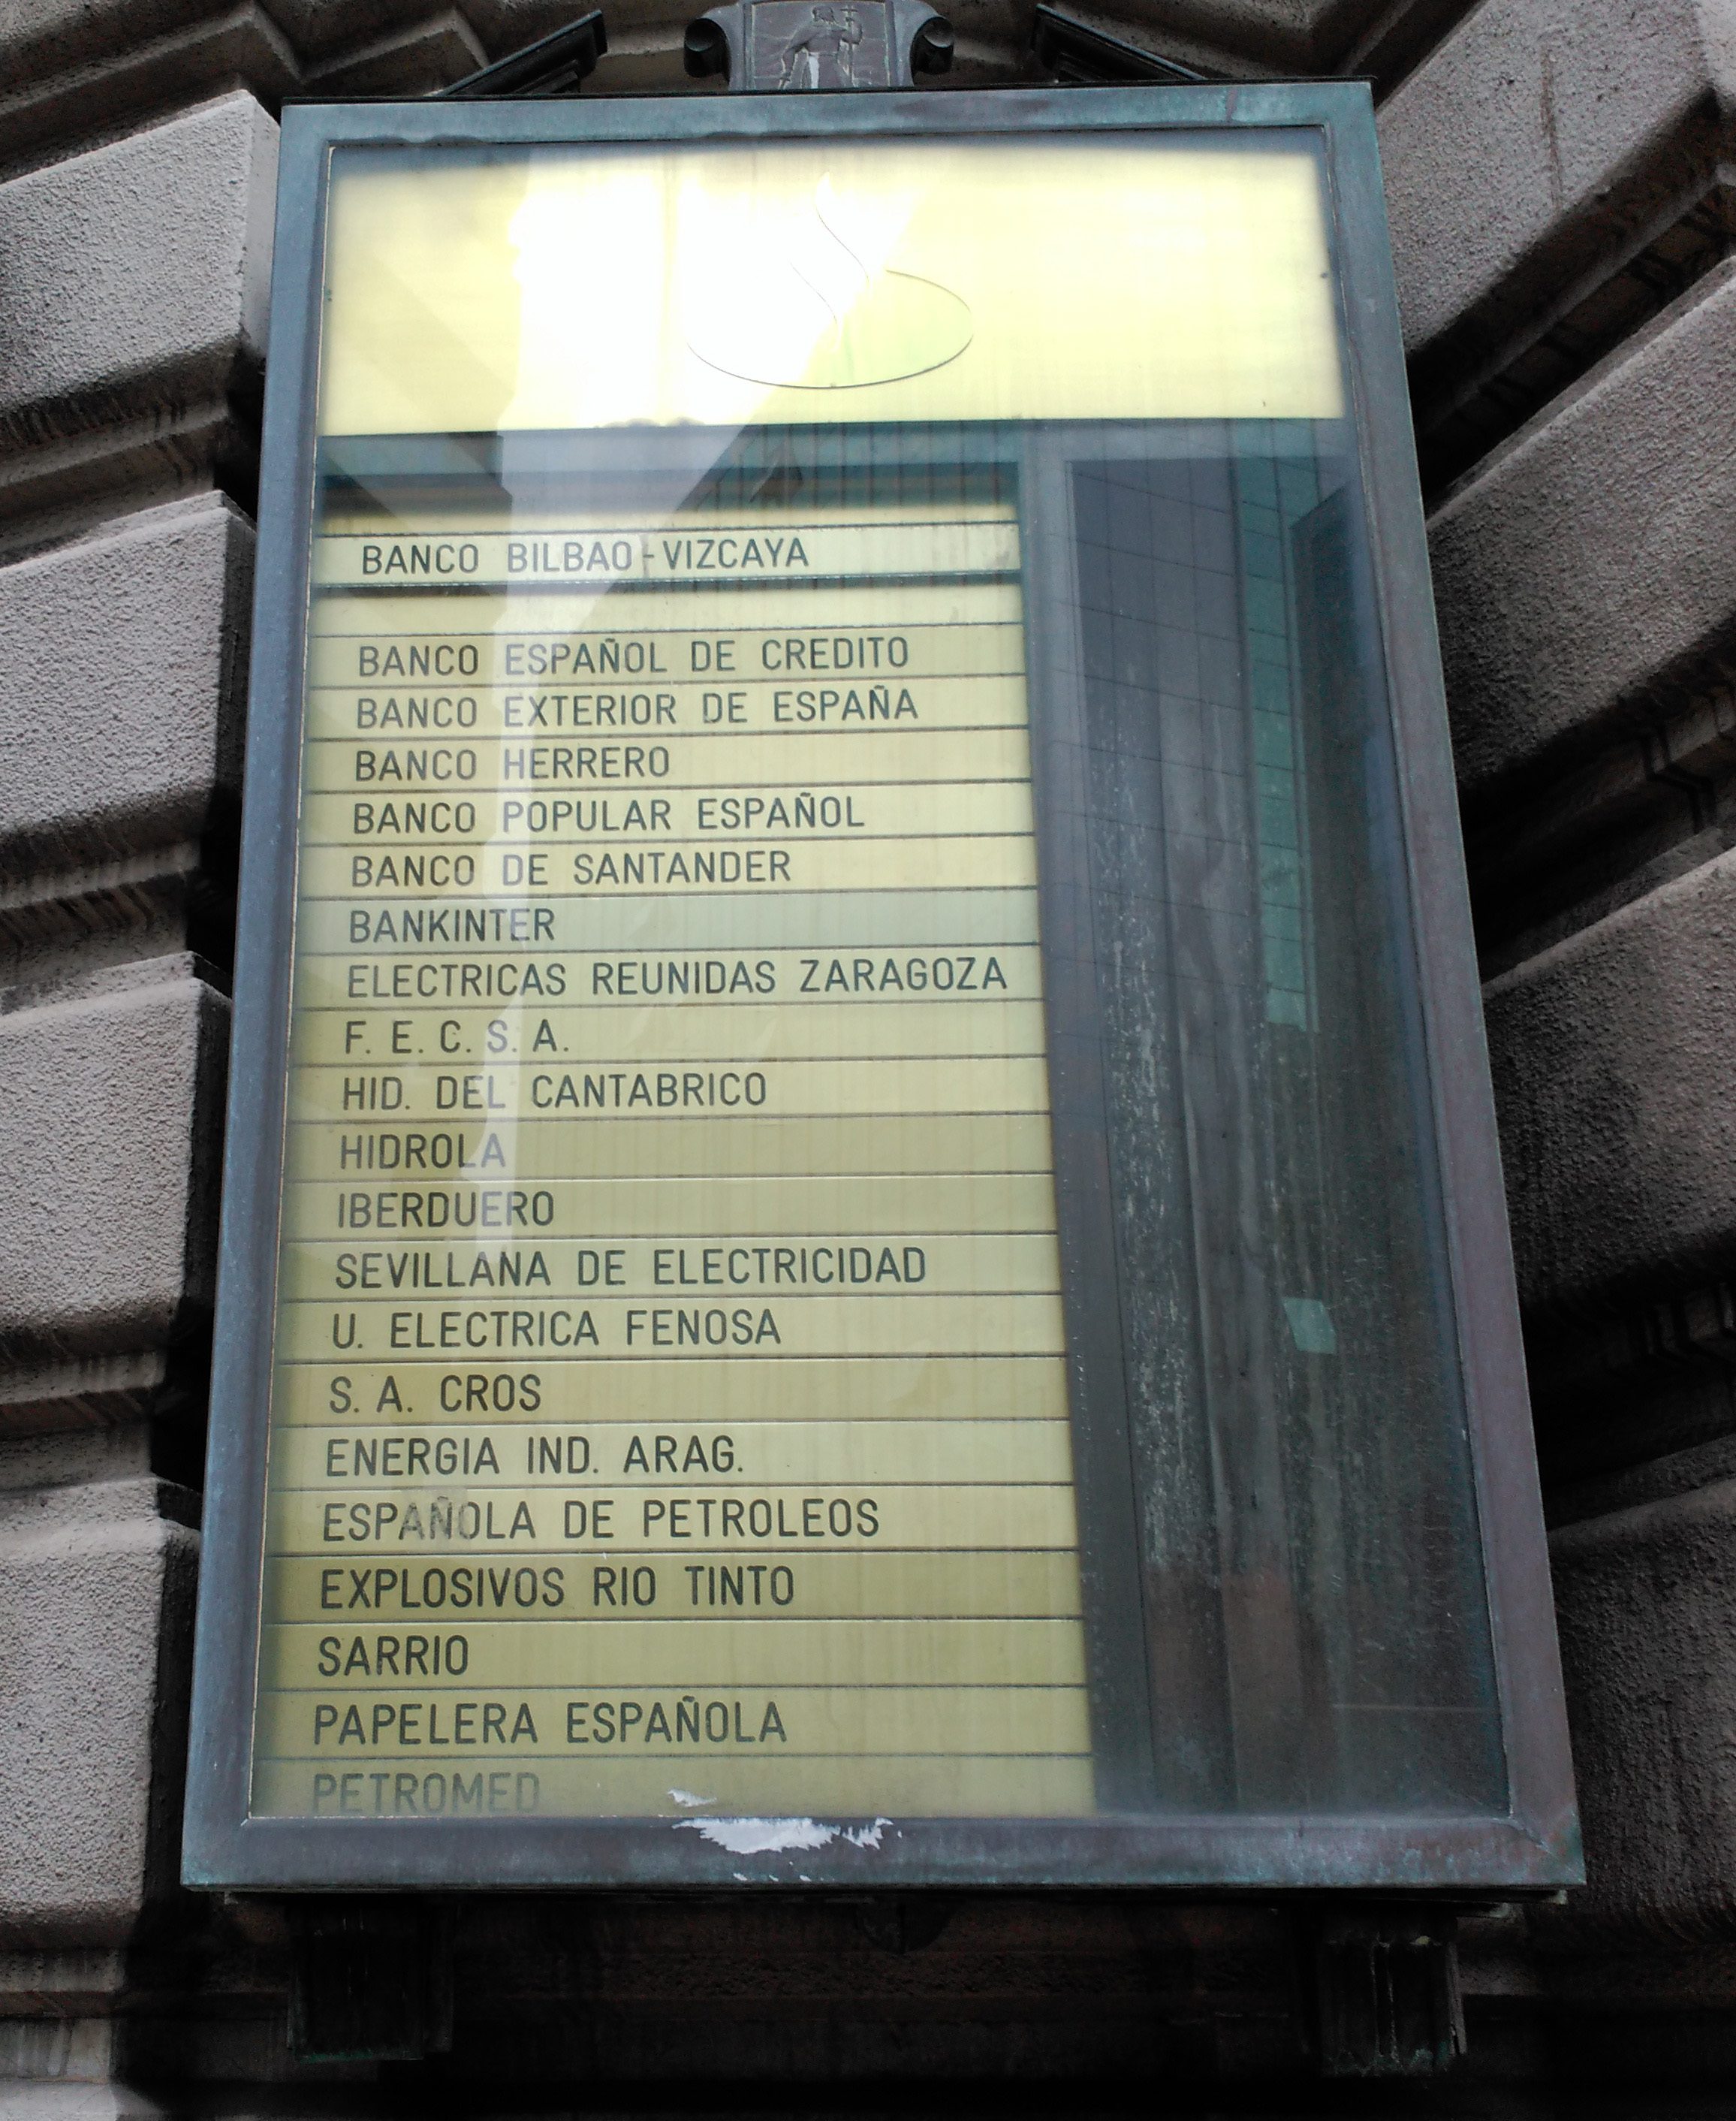 BANCO BILBAO-VIZCAYA
BANCO ESPAÑOL DE CREDITO
BANCO EXTERIOR DE ESPAÑA
BANCO HERRERO
BANCO POPULAR ESPAÑOL
BANCO DE SANTANDER
BANKINTER
ELECTRICAS REUNIDAS ZARAGOZA
F. E. C. S. A.
HID. DEL CANTABRICO
HIDROLA
IBERDUERO
SEVILLANA DE ELECTRICIDAD
U. ELECTRICA FENOSA
S. A. CROS
ENERGIA IND. ARAG.
ESPAÑOLA DE PETROLEOS
EXPLOSIVOS RIO TINTO
SARRIO
PAPELERA ESPAÑOLA
PETROMED